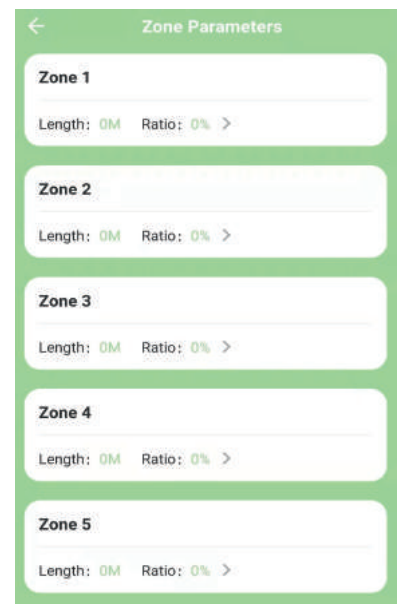 Zone Parameters
Zone 1
Length: 0M Ratio: 0%
Zone 2
Length: 0M Ratio: 0%
Zone 3
Length: 0M Ratio: 0%
Zone 4
Length: 0M Ratio: 0%
Zone 5
Length: 0M Ratio: 0%